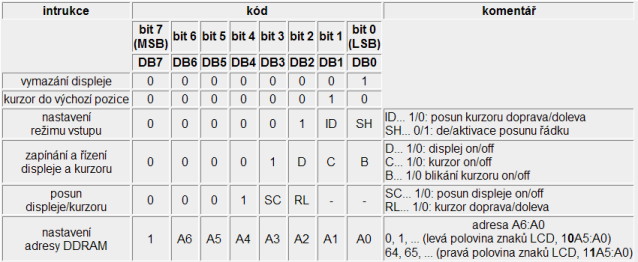 intrukce kód komentář
bit 7 (MSB) bit 6 bit 5 bit 4 bit 3 bit 2 bit 1 bit 0 (LSB)
DB7 DB6 DB5 DB4 DB3 DB2 DB1 DB0
vymazání displeje 0 0 0 0 0 0 0 1
kurzor do výchozí pozice 0 0 0 0 0 0 1 0
nastavení
režimu vstupu 0 0 0 0 0 1 ID SH
ID... 1/0: posun kurzoru doprava/doleva
SH... 0/1: de/aktivace posunu řádku
zapínání a řízení
displeje a kurzoru 0 0 0 0 1 D C B
D... 1/0: displej on/off
C... 1/0: kurzor on/off
B... 1/0 blikání kurzoru on/off
posun
displeje/kurzoru 0 0 0 1 SC RL - -
SC... 1/0: posun displeje on/off
RL... 1/0: kurzor doprava/doleva
nastavení
adresy DDRAM 1 A6 A5 A4 A3 A2 A1 A0
adresa A6:A0
0, 1, ... (levá polovina znaků LCD, 10A5:A0)
64, 65, ... (pravá polovina znaků LCD, 11A5:A0)